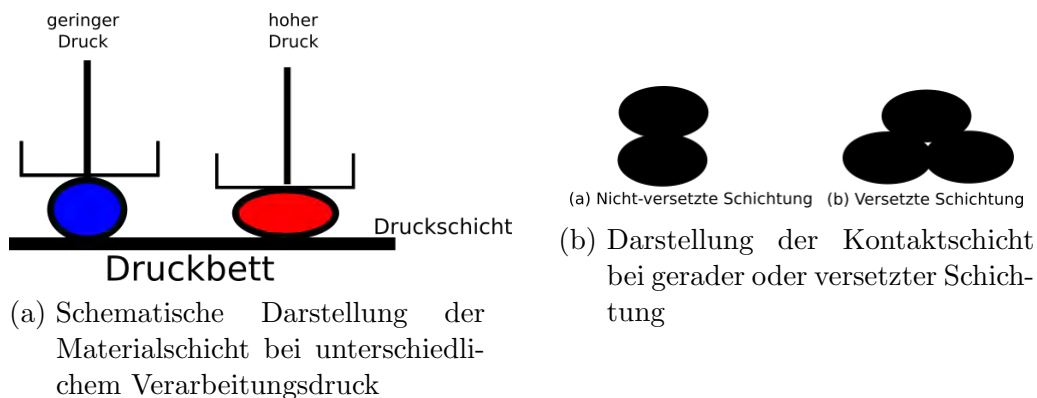 geringer
Druck
hoher
Druck
Druckschicht
Druckbett
(a) Schematische Darstellung der
Materialschicht bei unterschiedli-
chem Verarbeitungsdruck
(a) Nicht-versetzte Schichtung
(b) Versetzte Schichtung
(b) Darstellung der Kontaktschicht
bei gerader oder versetzter Schich-
tung